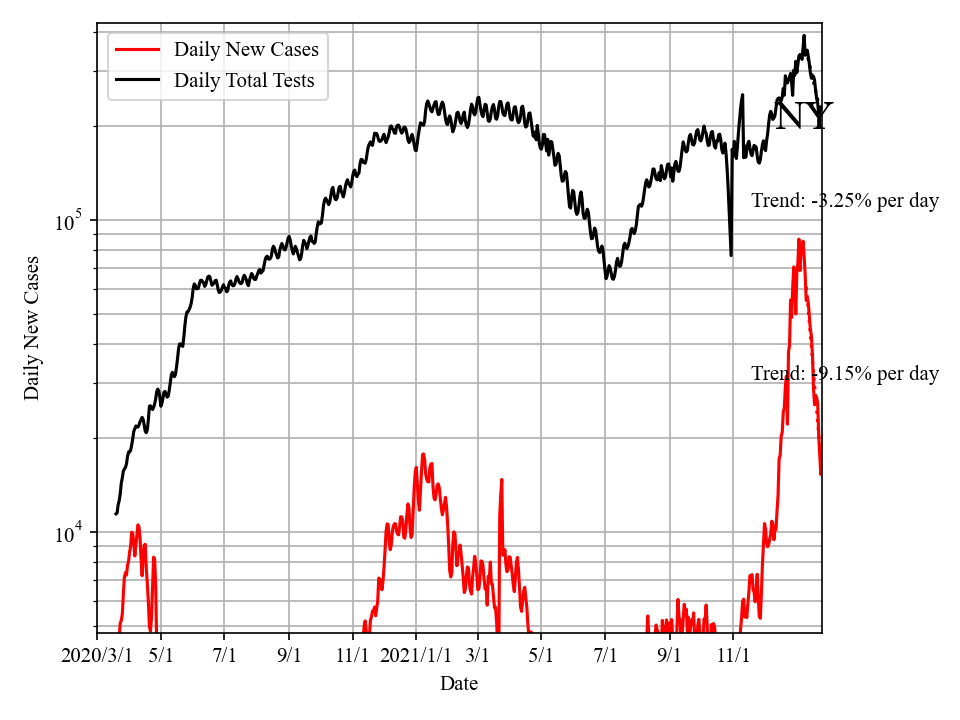 Daily New Cases
Daily Total Tests
NY
Trend: -3.25% per day
Trend: -9.15% per day
10^5
10^4
Daily New Cases
2020/3/1 5/1 7/1 9/1 11/1 2021/1/1 3/1 5/1 7/1 9/1 11/1
Date